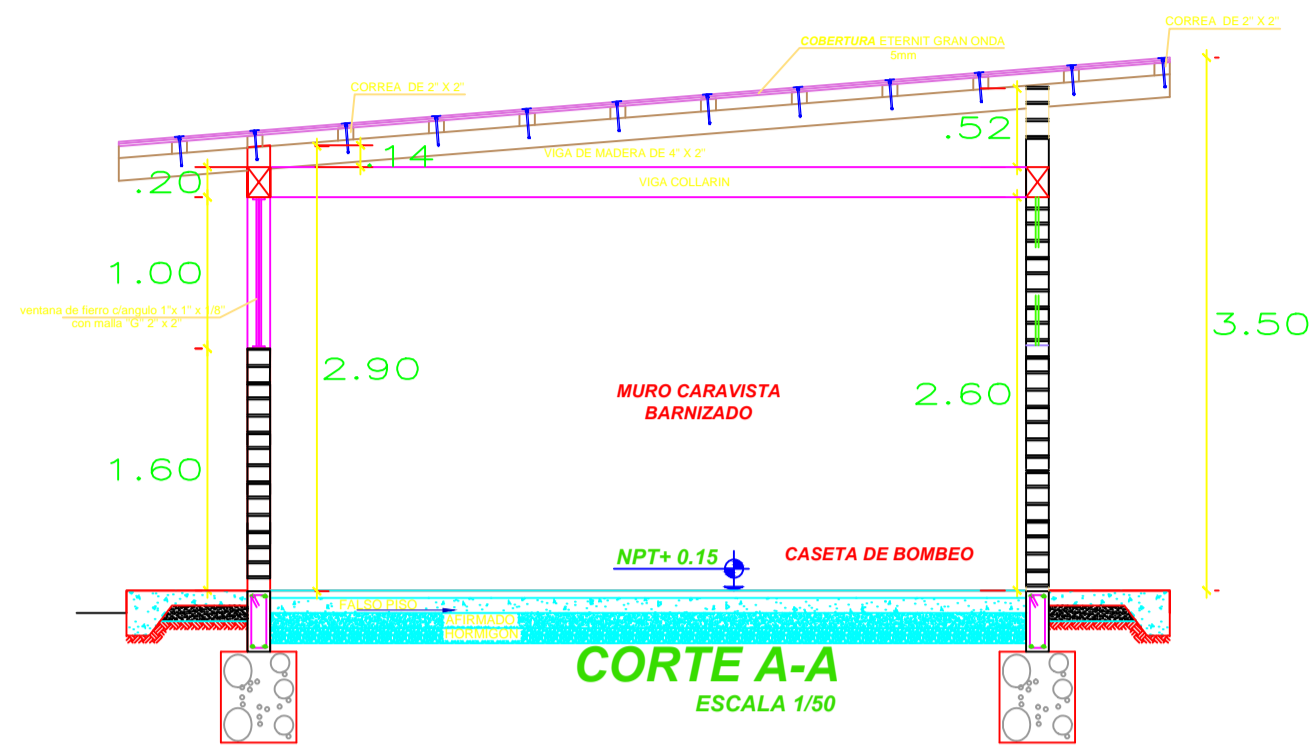 CORREA DE 2" X 2"
COBERTURA ETERNIT GRAN ONDA
5mm
CORREA DE 2" X 2"
.52
.14
VIGA DE MADERA DE 4" X 2"
.20
VIGA COLLARIN
1.00
ventana de fierro c/angulo 1"x 1" x 1/8"
con malla "G" 2" x 2"
3.50
2.90
2.60
MURO CARAVISTA
BARNIZADO
1.60
NPT+ 0.15
CASETA DE BOMBEO
FALSO PISO
AFIRMADO
HORMIGON
CORTE A-A
ESCALA 1/50